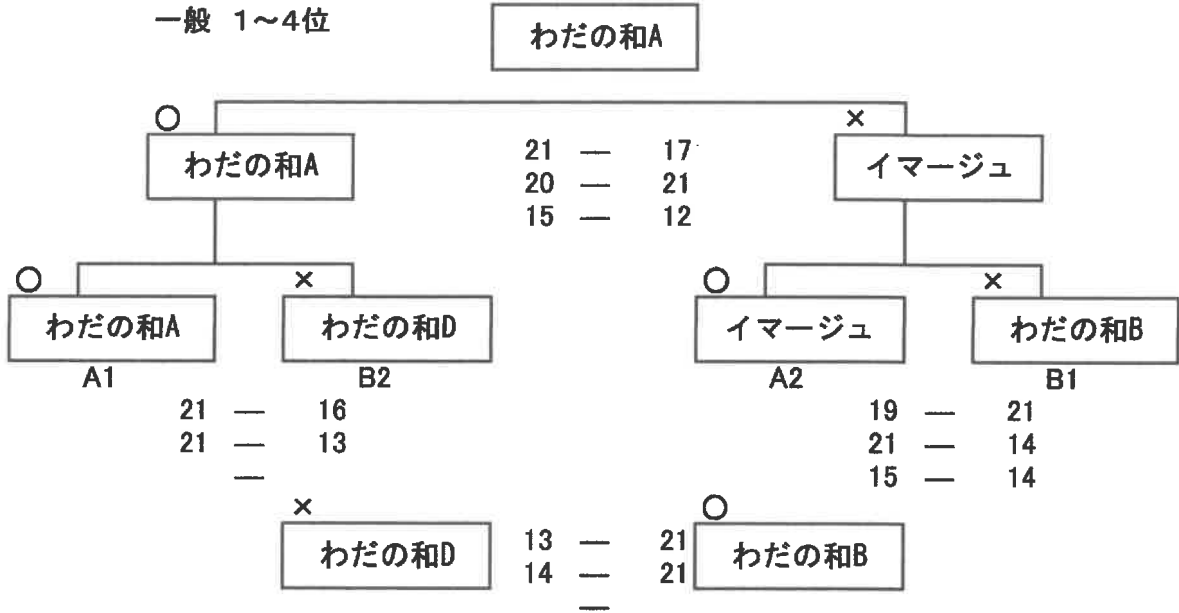 一般 1～4位
わだの和A
○ ×
わだの和A 21 — 17 イマージュ
20 — 21
15 — 12
○ × ○ ×
わだの和A わだの和D イマージュ わだの和B
A1 B2 A2 B1
21 — 16 19 — 21
21 — 13 21 — 14
— 15 — 14
× ○
わだの和D 13 — 21 わだの和B
14 — 21
—